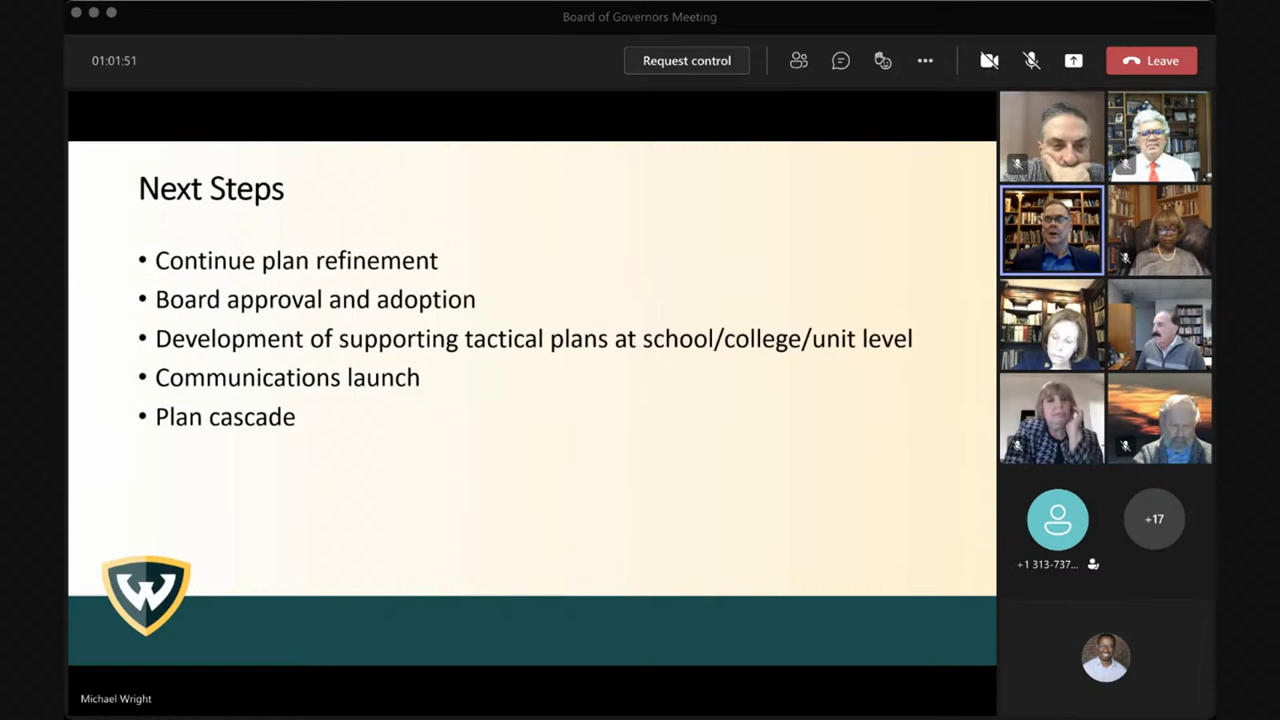 Board of Governors Meeting
01:01:51
Request control
Leave
Next Steps
• Continue plan refinement
• Board approval and adoption
• Development of supporting tactical plans at school/college/unit level
• Communications launch
• Plan cascade
W
+17
+1 313-737...
Michael Wright